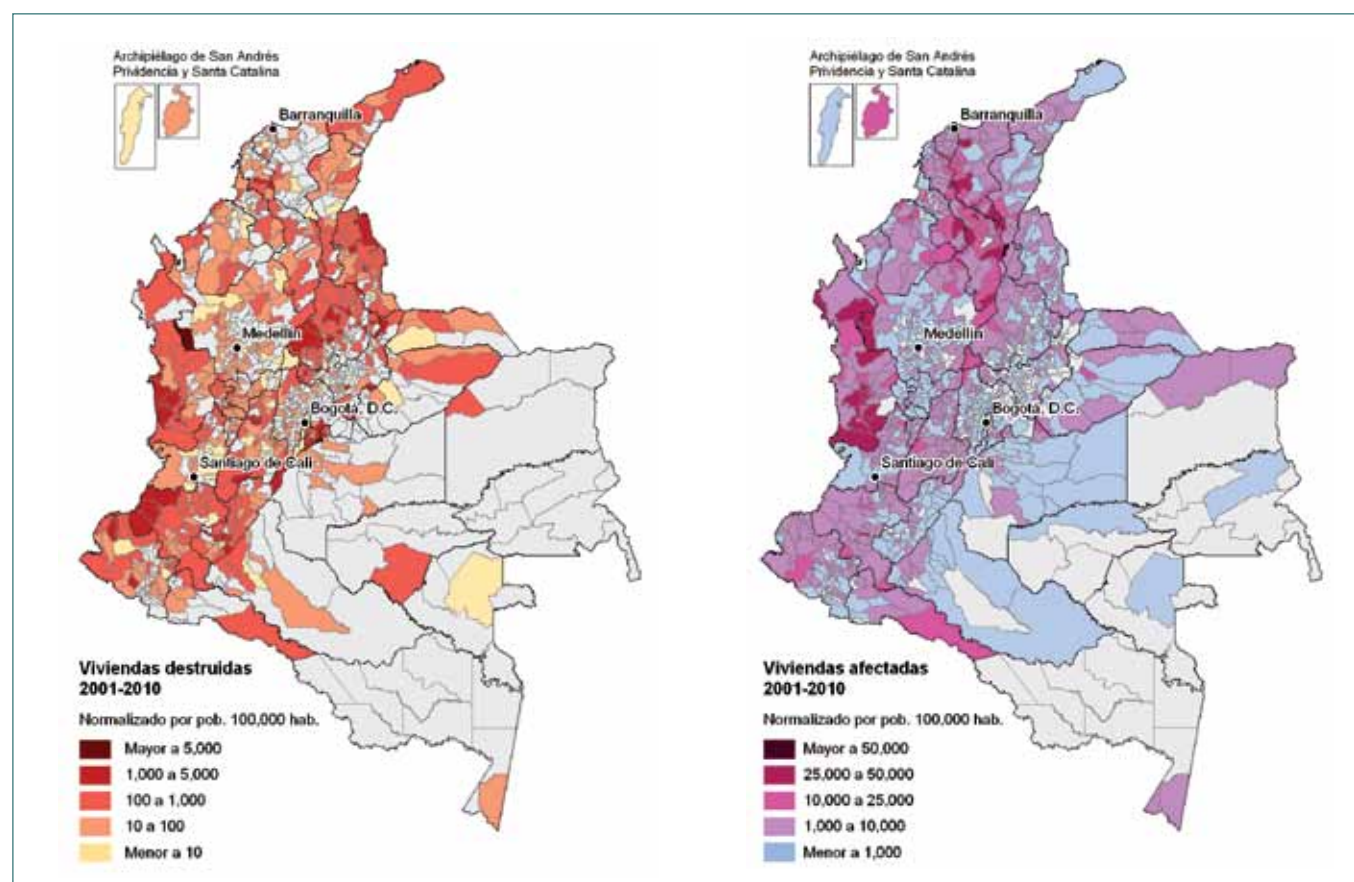 Archipiélago de San Andrés
Prividencia y Santa Catalina
Barranquilla
Medellín
Bogotá, D.C.
Santiago de Cali
Viviendas destruidas
2001-2010
Normalizado por pob. 100,000 hab.
Mayor a 5,000
1,000 a 5,000
100 a 1,000
10 a 100
Menor a 10
Archipiélago de San Andrés
Prividencia y Santa Catalina
Barranquilla
Medellín
Bogotá, D.C.
Santiago de Cali
Viviendas afectadas
2001-2010
Normalizado por pob. 100,000 hab.
Mayor a 50,000
25,000 a 50,000
10,000 a 25,000
1,000 a 10,000
Menor a 1,000